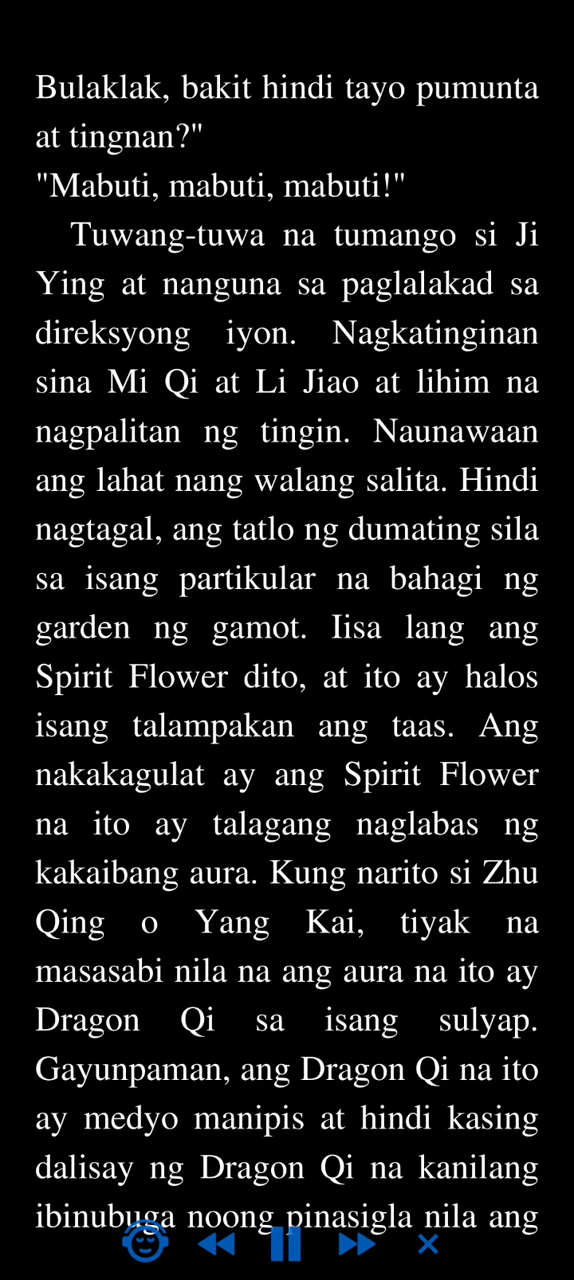 Bulaklak, bakit hindi tayo pumunta
at tingnan?"
"Mabuti, mabuti, mabuti!"
Tuwang-tuwa na tumango si Ji
Ying at nanguna sa paglalakad sa
direksyong iyon. Nagkatinginan
sina Mi Qi at Li Jiao at lihim na
nagpalitan ng tingin. Naunawaan
ang lahat nang walang salita. Hindi
nagtagal, ang tatlo ng dumating sila
sa isang partikular na bahagi ng
garden ng gamot. Iisa lang ang
Spirit Flower dito, at ito ay halos
isang talampakan ang taas. Ang
nakakagulat ay ang Spirit Flower
na ito ay talagang naglabas ng
kakaibang aura. Kung narito si Zhu
Qing o Yang Kai, tiyak na
masasabi nila na ang aura na ito ay
Dragon Qi sa isang sulyap.
Gayunpaman, ang Dragon Qi na ito
ay medyo manipis at hindi kasing
dalisay ng Dragon Qi na kanilang
ibinubuga noong pinasigla nila ang